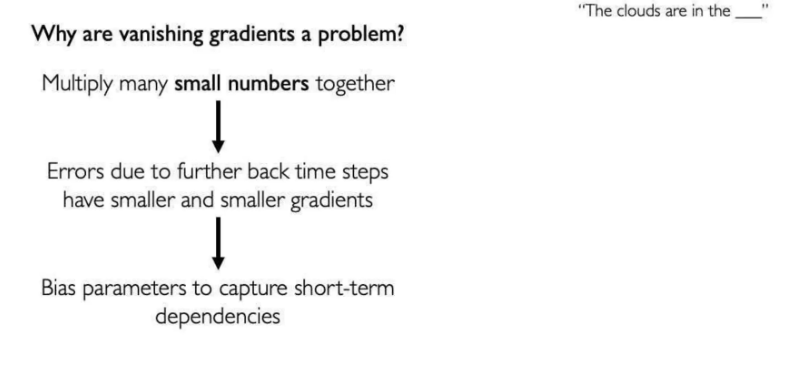 "The clouds are in the ___"
Why are vanishing gradients a problem?
Multiply many small numbers together
Errors due to further back time steps
have smaller and smaller gradients
Bias parameters to capture short-term
dependencies